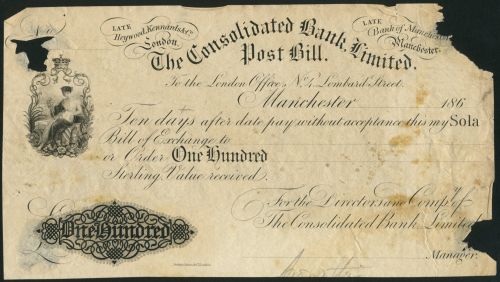 No.
LATE
Heywood, Kennards & Co.
London.
LATE
Bank of Manchester
Manchester.
The Consolidated Bank, Limited.
Post Bill.
To the London Office, No. 7, Lombard Street.
Manchester 186
Ten days after date pay without acceptance this my Sola
Bill of Exchange to
or Order One Hundred
Sterling, Value received.
For the Directors and Compy. of
The Consolidated Bank, Limited
One Hundred
Manager.